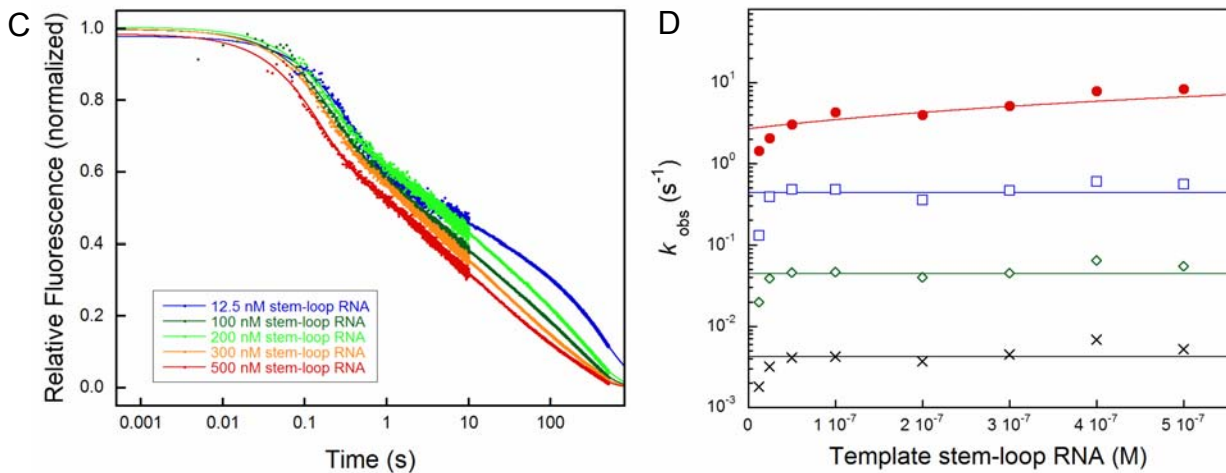 C
Relative Fluorescence (normalized)
1.0
0.8
0.6
0.4
0.2
0.0
12.5 nM stem-loop RNA
100 nM stem-loop RNA
200 nM stem-loop RNA
300 nM stem-loop RNA
500 nM stem-loop RNA
0.001 0.01 0.1 1 10 100
Time (s)
D
k obs (s⁻¹)
10¹
10⁰
10⁻¹
10⁻²
10⁻³
0 1 10⁻⁷ 2 10⁻⁷ 3 10⁻⁷ 4 10⁻⁷ 5 10⁻⁷
Template stem-loop RNA (M)